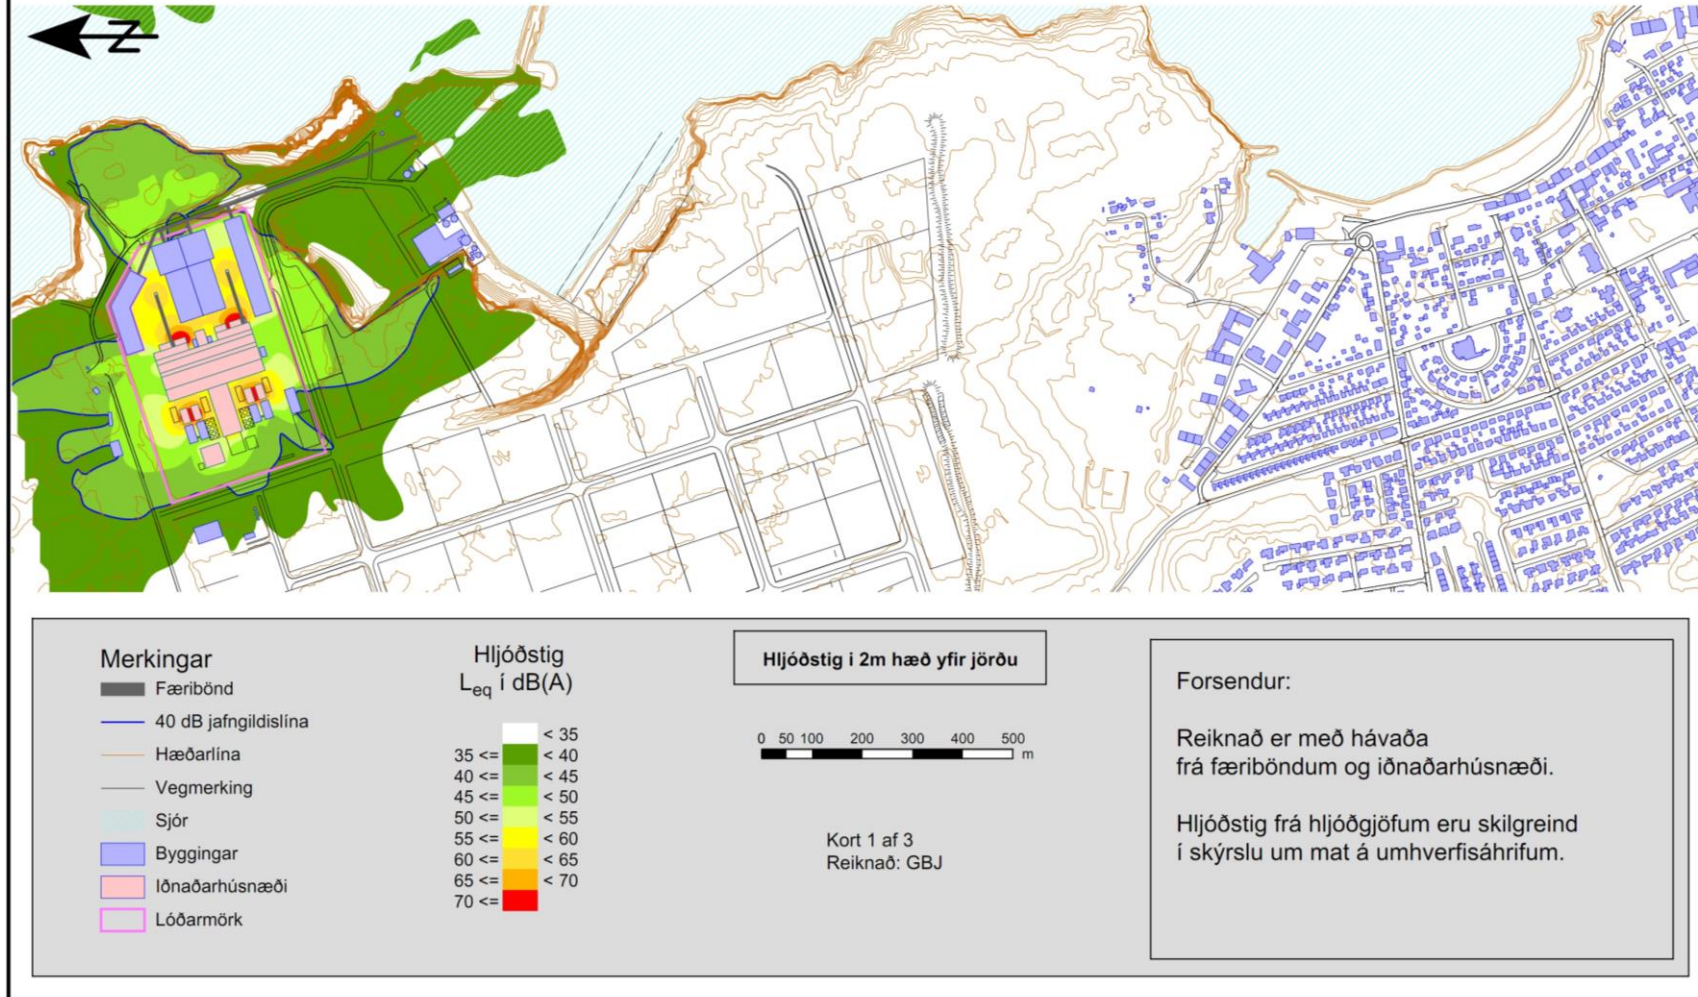 N
Merkingar
Færibönd
40 dB jafngildislína
Hæðarlína
Vegmerking
Sjór
Byggingar
Iðnaðarhúsnæði
Lóðarmörk
Hljóðstig
Leq í dB(A)
< 35
35 <= < 40
40 <= < 45
45 <= < 50
50 <= < 55
55 <= < 60
60 <= < 65
65 <= < 70
70 <=
Hljóðstig i 2m hæð yfir jörðu
0 50 100 200 300 400 500
m
Kort 1 af 3
Reiknað: GBJ
Forsendur:
Reiknað er með hávaða
frá færiböndum og iðnaðarhúsnæði.
Hljóðstig frá hljóðgjöfum eru skilgreind
í skýrslu um mat á umhverfisáhrifum.